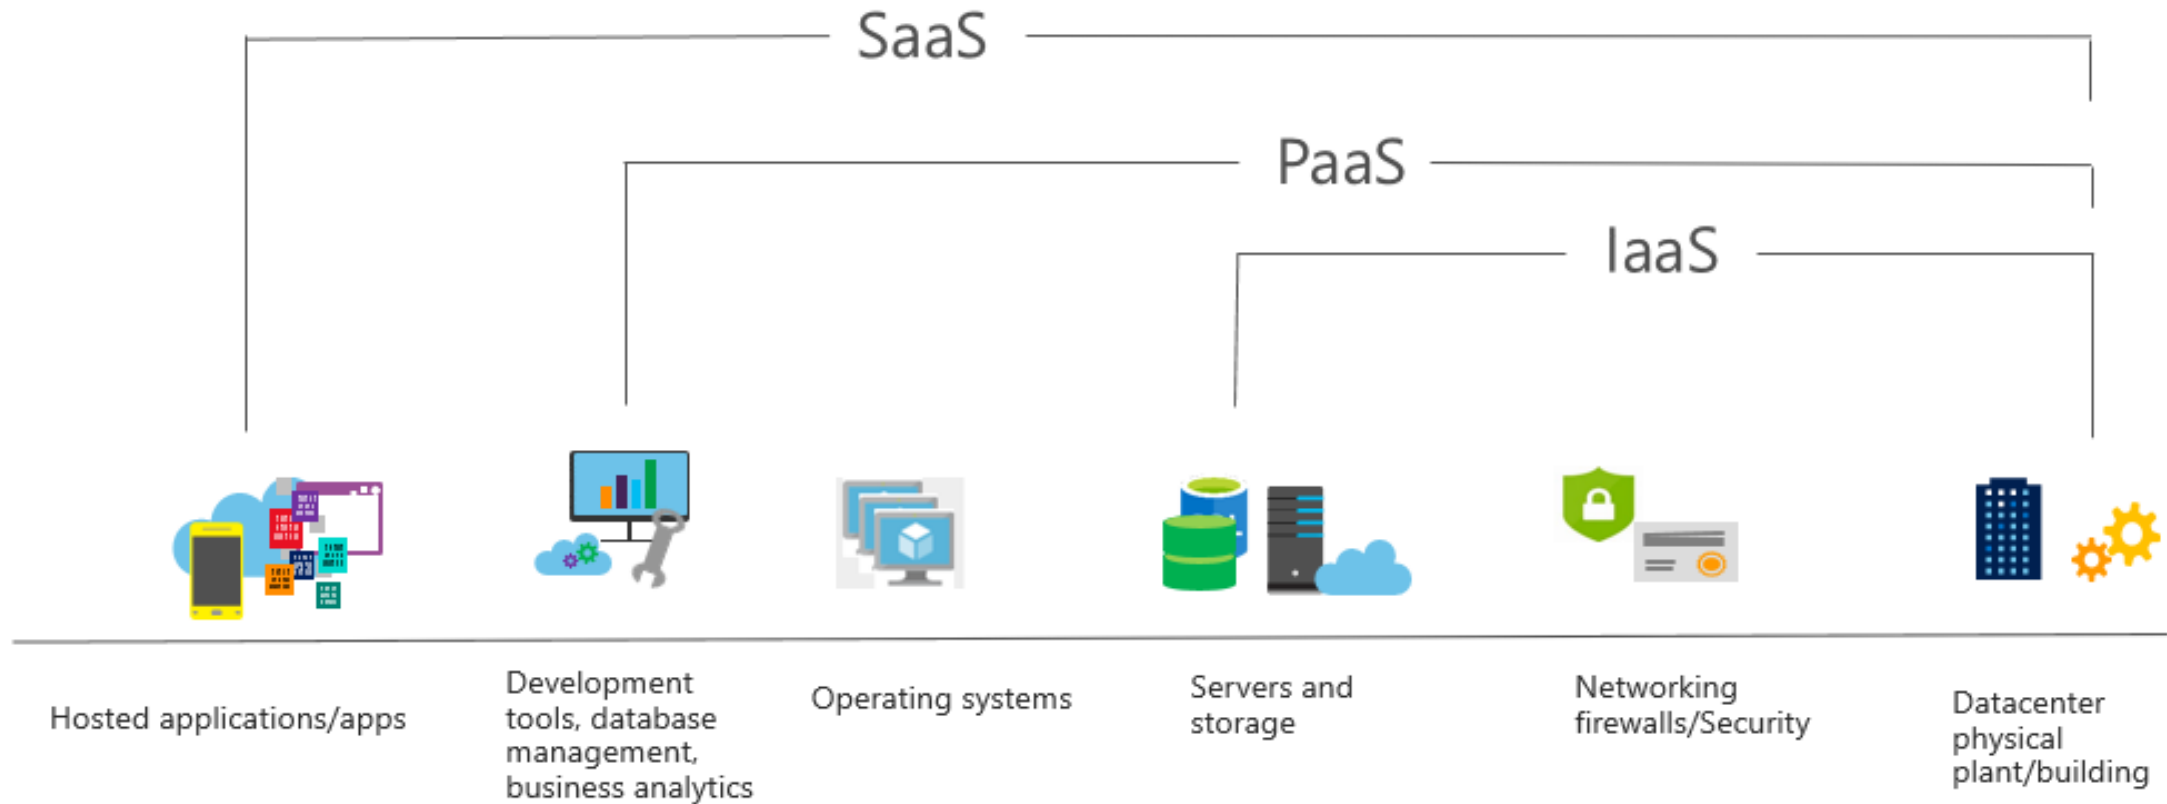 SaaS
PaaS
IaaS
Hosted applications/apps
Development
tools, database
management,
business analytics
Operating systems
Servers and
storage
Networking
firewalls/Security
Datacenter
physical
plant/building